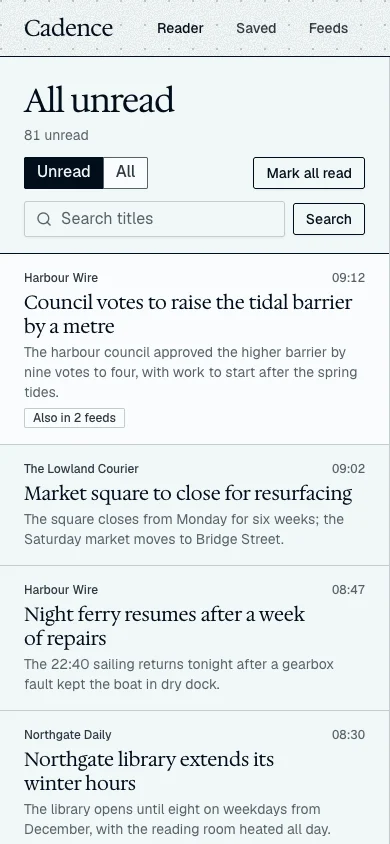 Cadence Reader Saved Feeds
All unread
81 unread
Unread All Mark all read
Search titles Search
Harbour Wire 09:12
Council votes to raise the tidal barrier
by a metre
The harbour council approved the higher barrier by
nine votes to four, with work to start after the spring
tides.
Also in 2 feeds
The Lowland Courier 09:02
Market square to close for resurfacing
The square closes from Monday for six weeks; the
Saturday market moves to Bridge Street.
Harbour Wire 08:47
Night ferry resumes after a week
of repairs
The 22:40 sailing returns tonight after a gearbox
fault kept the boat in dry dock.
Northgate Daily 08:30
Northgate library extends its
winter hours
The library opens until eight on weekdays from
December, with the reading room heated all day.